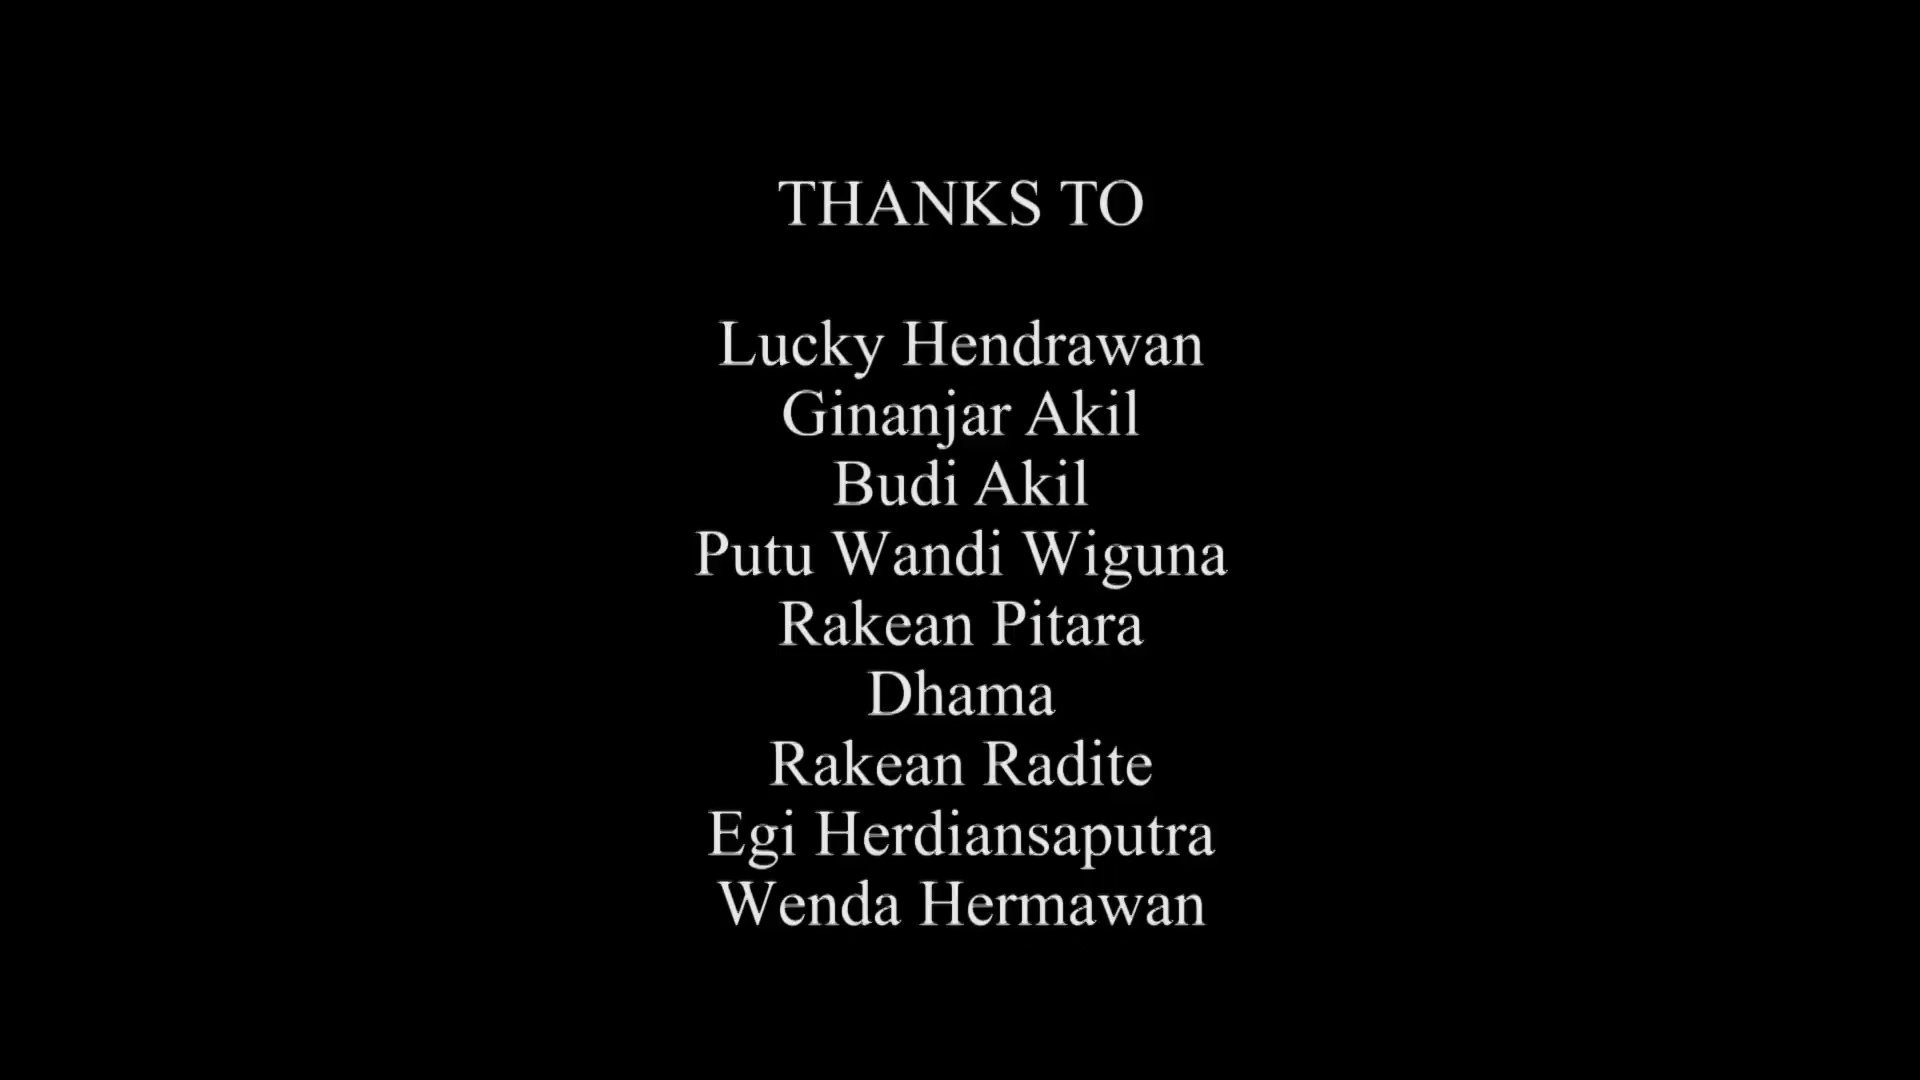 THANKS TO
Lucky Hendrawan
Ginanjar Akil
Budi Akil
Putu Wandi Wiguna
Rakean Pitara
Dhama
Rakean Radite
Egi Herdiansaputra
Wenda Hermawan